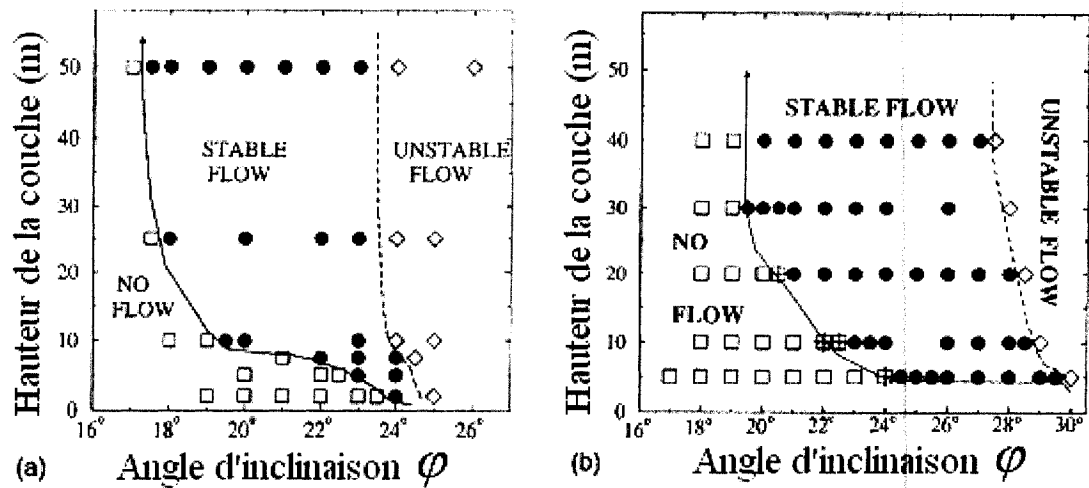 Hauteur de la couche (m)
50
40
30
20
10
0
NO
FLOW
STABLE
FLOW
UNSTABLE
FLOW
16°
18°
20°
22°
24°
26°
(a)
Angle d'inclinaison φ
Hauteur de la couche (m)
50
40
30
20
10
0
STABLE FLOW
UNSTABLE FLOW
NO
FLOW
18°
20°
22°
24°
26°
28°
30°
(b)
Angle d'inclinaison φ